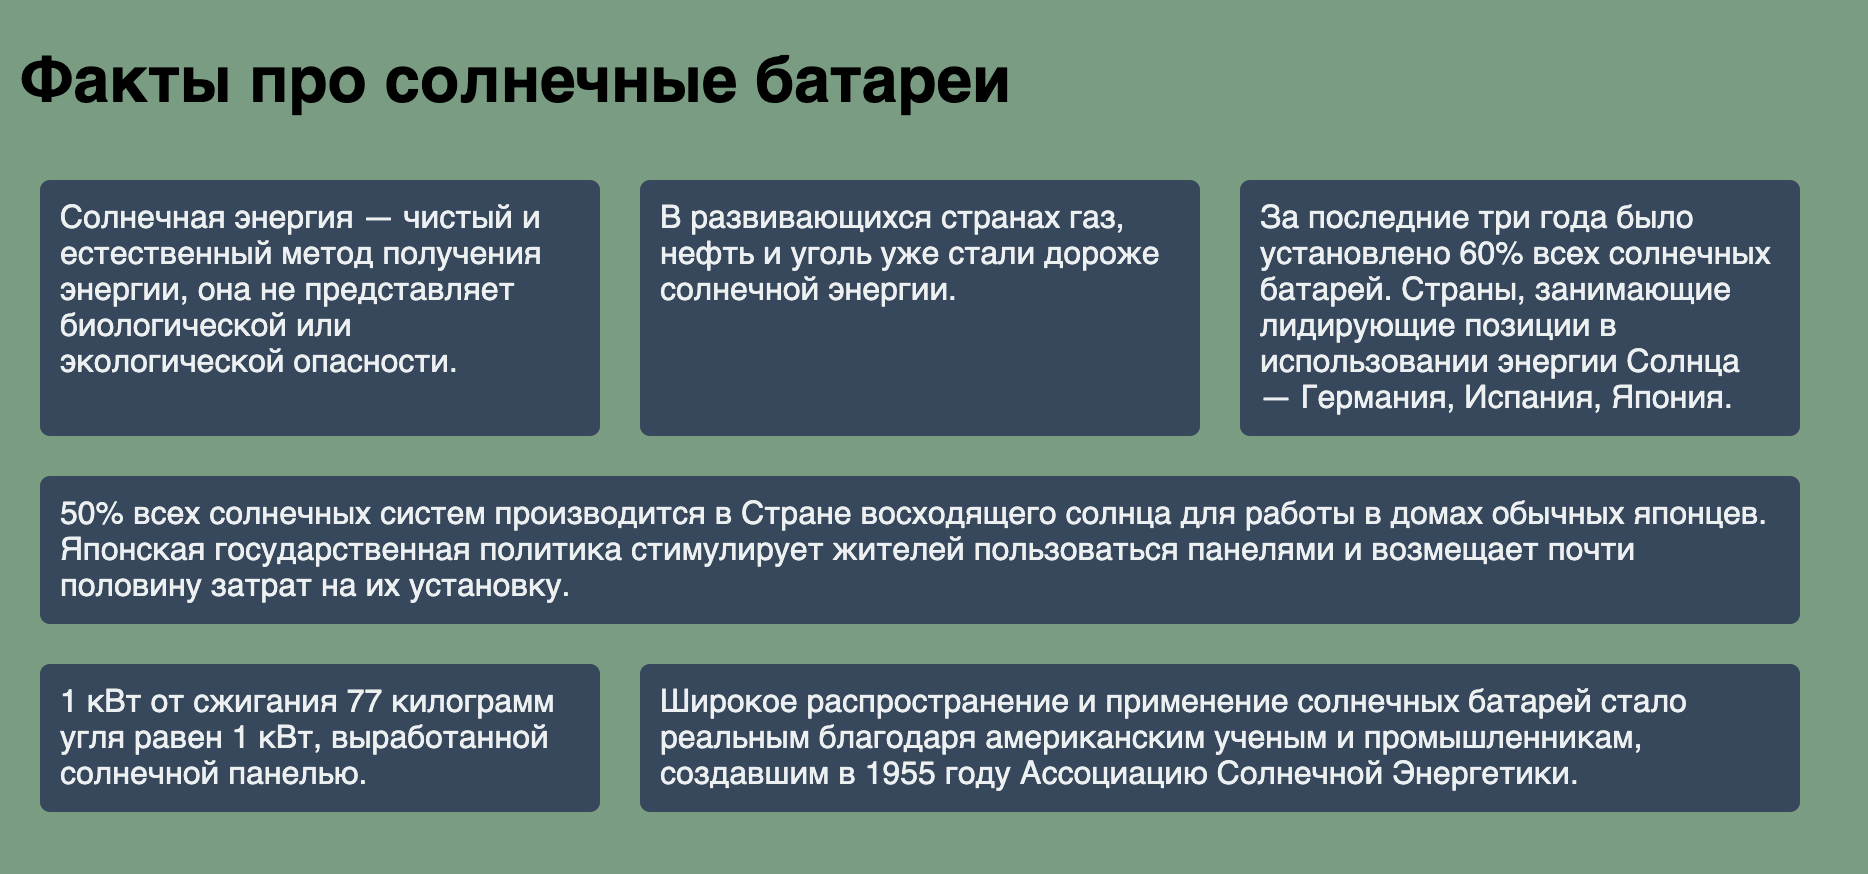 Факты про солнечные батареи
Солнечная энергия — чистый и
естественный метод получения
энергии, она не представляет
биологической или
экологической опасности.
В развивающихся странах газ,
нефть и уголь уже стали дороже
солнечной энергии.
За последние три года было
установлено 60% всех солнечных
батарей. Страны, занимающие
лидирующие позиции в
использовании энергии Солнца
— Германия, Испания, Япония.
50% всех солнечных систем производится в Стране восходящего солнца для работы в домах обычных японцев.
Японская государственная политика стимулирует жителей пользоваться панелями и возмещает почти
половину затрат на их установку.
1 кВт от сжигания 77 килограмм
угля равен 1 кВт, выработанной
солнечной панелью.
Широкое распространение и применение солнечных батарей стало
реальным благодаря американским ученым и промышленникам,
создавшим в 1955 году Ассоциацию Солнечной Энергетики.